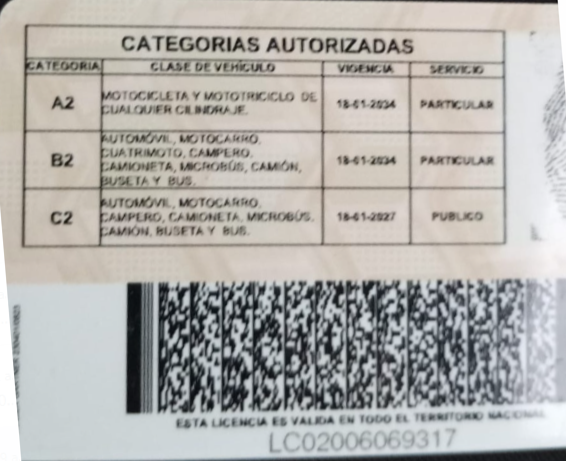 CATEGORIAS AUTORIZADAS
CATEGORIA CLASE DE VEHÍCULO VIGENCIA SERVICIO
A2 MOTOCICLETA Y MOTOTRICICLO DE CUALQUIER CILINDRAJE. 18-01-2034 PARTICULAR
B2 AUTOMÓVIL, MOTOCARRO, CUATRIMOTO, CAMPERO, CAMIONETA, MICROBÚS, CAMIÓN, BUSETA Y BUS. 18-01-2034 PARTICULAR
C2 AUTOMÓVIL, MOTOCARRO, CAMPERO, CAMIONETA, MICROBÚS, CAMIÓN, BUSETA Y BUS. 18-01-2027 PUBLICO
ESTA LICENCIA ES VALIDA EN TODO EL TERRITORIO NACIONAL
LC02006069317